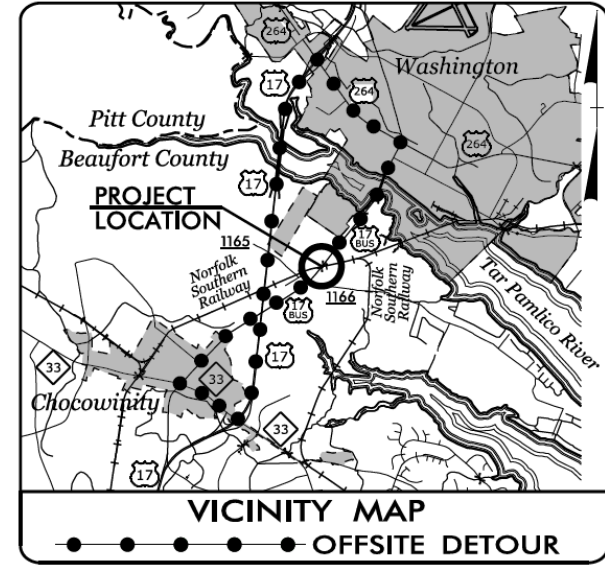 264
17
Washington
264
Pitt County
264
Beaufort County
17
PROJECT
LOCATION
1165
17
BUS
Norfolk
Southern
Railway
1166
Norfolk
Southern
Railway
Tar Pamlico River
17
BUS
17
33
33
Chocowinity
33
17
VICINITY MAP
OFFSITE DETOUR